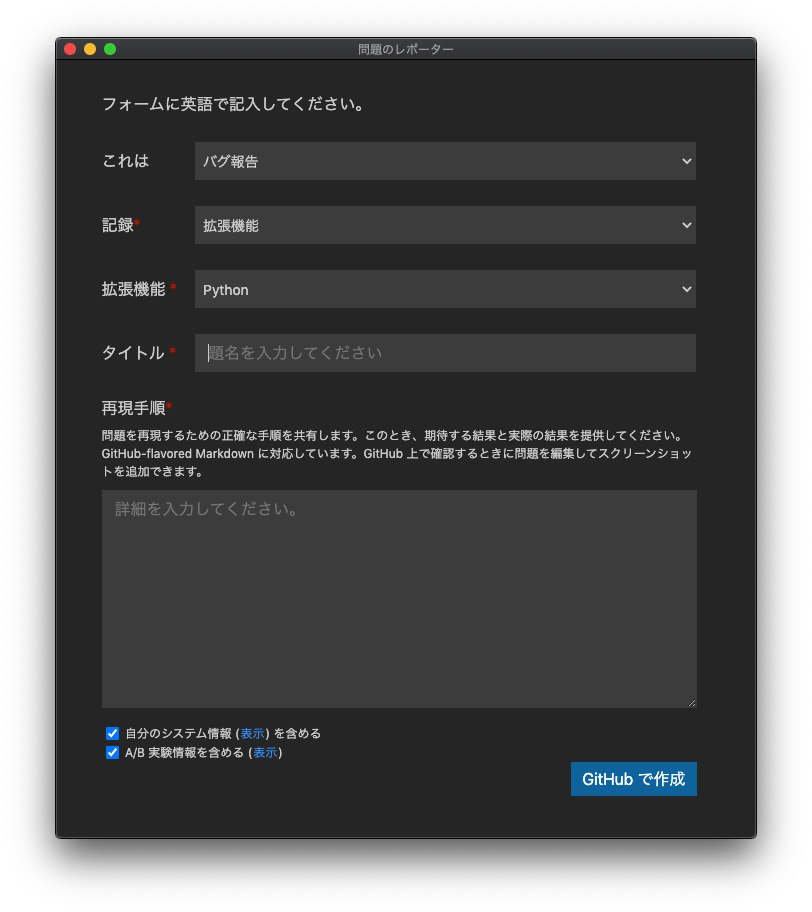 問題のレポーター
フォームに英語で記入してください。
これは
バグ報告
記録*
拡張機能
拡張機能 *
Python
タイトル *
題名を入力してください
再現手順*
問題を再現するための正確な手順を共有します。このとき、期待する結果と実際の結果を提供してください。
GitHub-flavored Markdown に対応しています。GitHub 上で確認するときに問題を編集してスクリーンショッ
トを追加できます。
詳細を入力してください。
自分のシステム情報 (表示) を含める
A/B 実験情報を含める (表示)
GitHub で作成